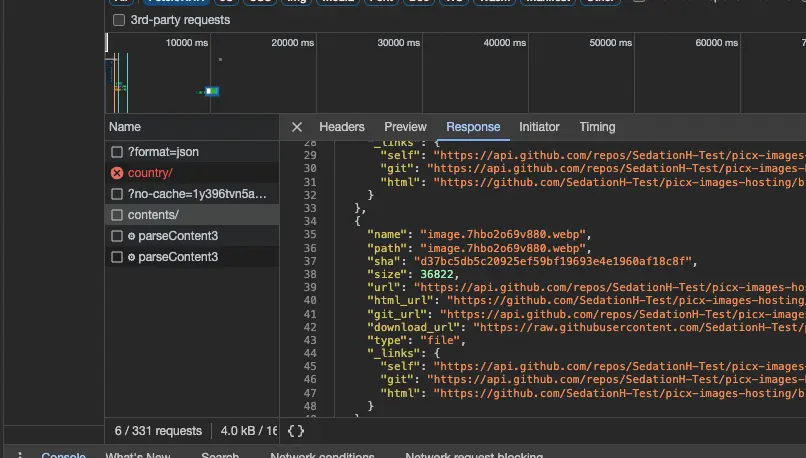 3rd-party requests
10000 ms
20000 ms
30000 ms
40000 ms
50000 ms
60000 ms
7
Name
Headers
Preview
Response
Initiator
Timing
?format=json
country/
?no-cache=1y396tvn5a...
contents/
parseContent3
parseContent3
28 "_links": {
29 "self": "https://api.github.com/repos/SedationH-Test/picx-images-
30 "git": "https://api.github.com/repos/SedationH-Test/picx-images-h
31 "html": "https://github.com/SedationH-Test/picx-images-hosting/b
32 }
33 },
34 {
35 "name": "image.7hbo2o69v880.webp",
36 "path": "image.7hbo2o69v880.webp",
37 "sha": "d37bc5db5c20925ef59bf19693e4e1960af18c8f",
38 "size": 36822,
39 "url": "https://api.github.com/repos/SedationH-Test/picx-images-hos
40 "html_url": "https://github.com/SedationH-Test/picx-images-hosting/
41 "git_url": "https://api.github.com/repos/SedationH-Test/picx-images
42 "download_url": "https://raw.githubusercontent.com/SedationH-Test/p
43 "type": "file",
44 "_links": {
45 "self": "https://api.github.com/repos/SedationH-Test/picx-images-
46 "git": "https://api.github.com/repos/SedationH-Test/picx-images-h
47 "html": "https://github.com/SedationH-Test/picx-images-hosting/b
48 }
6 / 331 requests
4.0 kB / 16
{}
Console
What's New
Search
Network conditions
Network request blocking